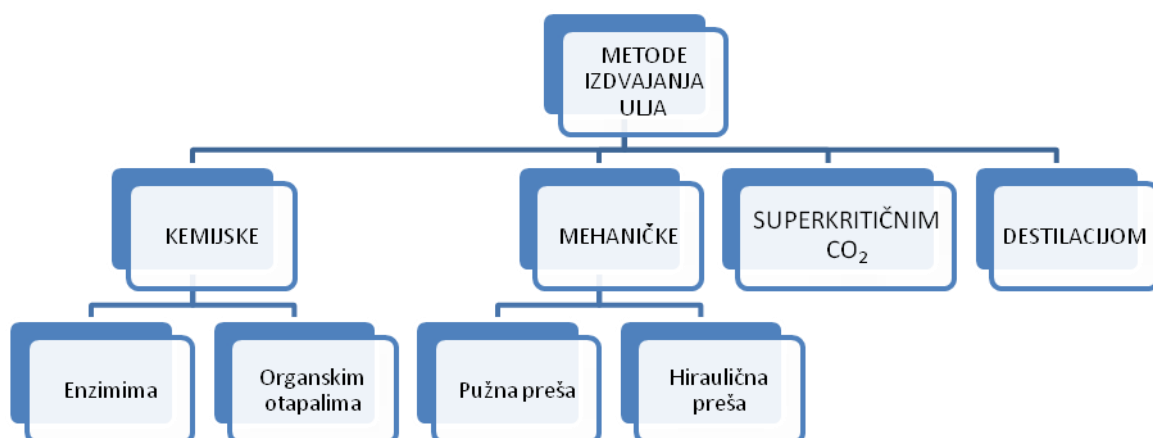 METODE
IZDVAJANJA
ULJA
KEMIJSKE
MEHANIČKE
SUPERKRITIČNIM
CO₂
DESTILACIJOM
Enzimima
Organskim
otapalima
Pužna preša
Hiraulična
preša